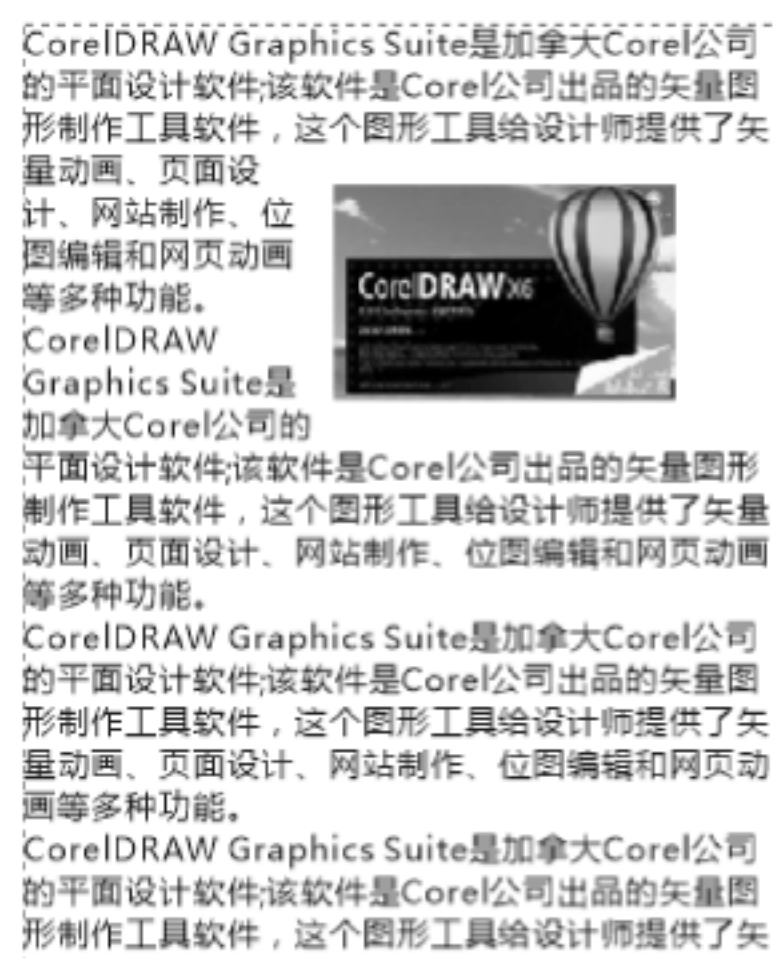 CorelDRAW Graphics Suite是加拿大Corel公司
的平面设计软件;该软件是Corel公司出品的矢量图
形制作工具软件，这个图形工具给设计师提供了矢
量动画、页面设
计、网站制作、位
图编辑和网页动画
等多种功能。
CorelDRAW
Graphics Suite是
加拿大Corel公司的
平面设计软件;该软件是Corel公司出品的矢量图形
制作工具软件，这个图形工具给设计师提供了矢量
动画、页面设计、网站制作、位图编辑和网页动画
等多种功能。
CorelDRAW X6
CorelDRAW Graphics Suite是加拿大Corel公司
的平面设计软件;该软件是Corel公司出品的矢量图
形制作工具软件，这个图形工具给设计师提供了矢
量动画、页面设计、网站制作、位图编辑和网页动
画等多种功能。
CorelDRAW Graphics Suite是加拿大Corel公司
的平面设计软件;该软件是Corel公司出品的矢量图
形制作工具软件，这个图形工具给设计师提供了矢